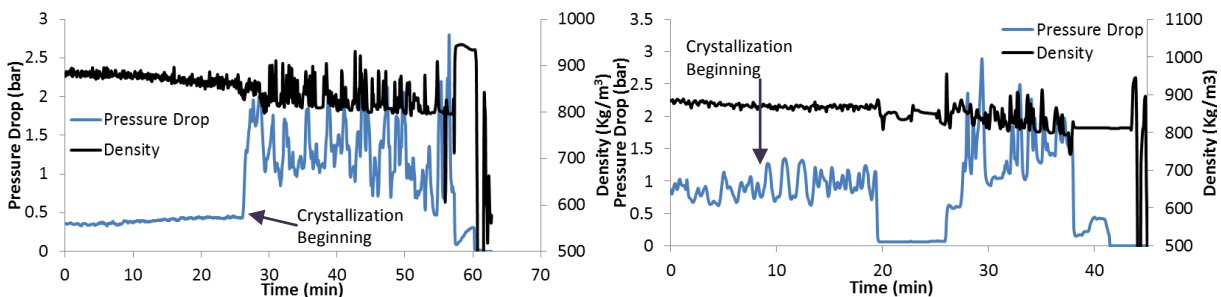 3
2.5
2
1.5
1
0.5
0
Pressure Drop (bar)
1000
900
800
700
600
500
Density (Kg/m³)
Pressure Drop
Density
Crystallization
Beginning
0 10 20 30 40 50 60 70
Time (min)
3.5
3
2.5
2
1.5
1
0.5
0
Pressure Drop (bar)
1100
1000
900
800
700
600
500
Density (Kg/m3)
Pressure Drop
Density
Crystallization
Beginning
0 10 20 30 40
Time (min)